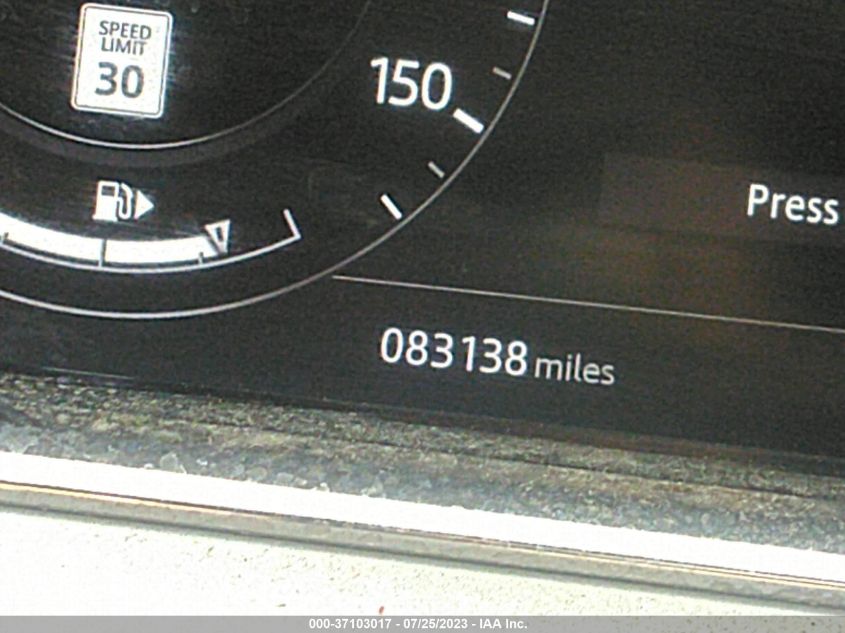 SPEED
LIMIT
30
150
Press
083138 miles
000-37103017 - 07/25/2023 - IAA Inc.